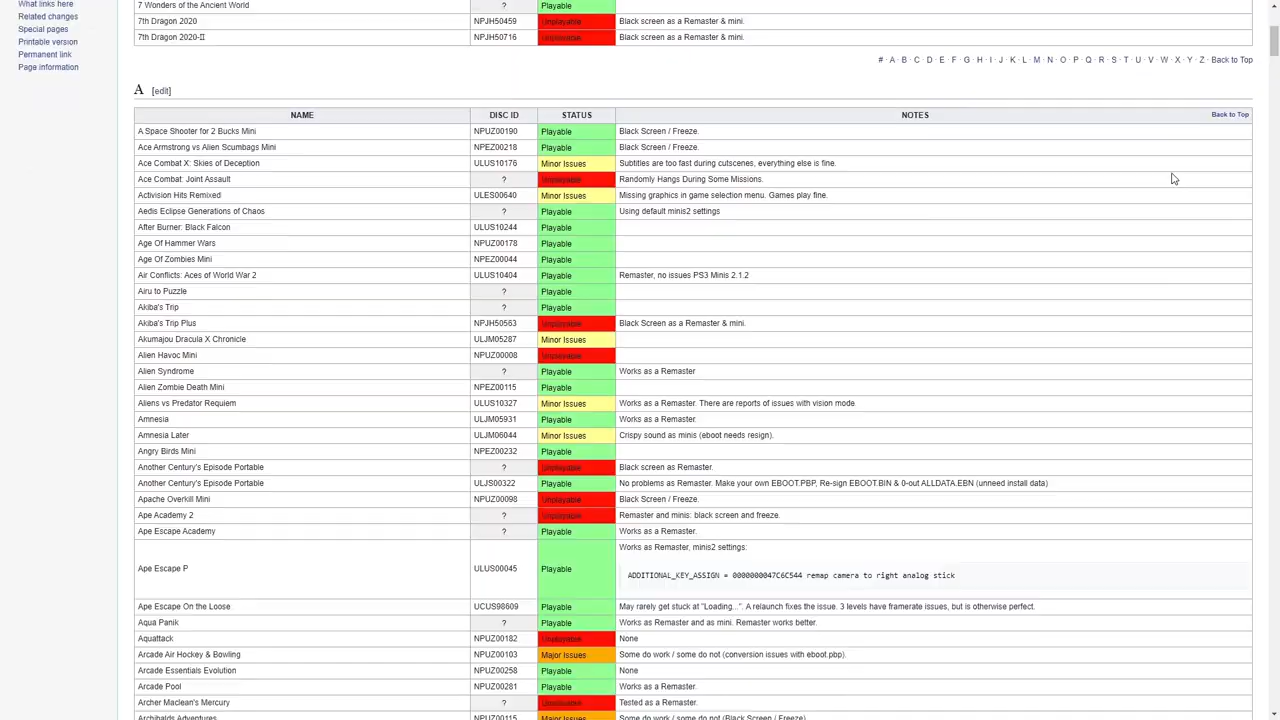 What links here
Related changes
Special pages
Printable version
Permanent link
Page information
7 Wonders of the Ancient World ? Playable
7th Dragon 2020 NPJH50459 Unplayable Black screen as a Remaster & mini.
7th Dragon 2020-II NPJH50716 Unplayable Black screen as a Remaster & mini.
# · A · B · C · D · E · F · G · H · I · J · K · L · M · N · O · P · Q · R · S · T · U · V · W · X · Y · Z · Back to Top
A [edit]
NAME DISC ID STATUS NOTES Back to Top
A Space Shooter for 2 Bucks Mini NPUZ00190 Playable Black Screen / Freeze.
Ace Armstrong vs Alien Scumbags Mini NPEZ00218 Playable Black Screen / Freeze.
Ace Combat X: Skies of Deception ULUS10176 Minor Issues Subtitles are too fast during cutscenes, everything else is fine.
Ace Combat: Joint Assault ? Unplayable Randomly Hangs During Some Missions.
Activision Hits Remixed ULES00640 Minor Issues Missing graphics in game selection menu. Games play fine.
Aedis Eclipse Generations of Chaos ? Playable Using default minis2 settings
After Burner: Black Falcon ULUS10244 Playable
Age Of Hammer Wars NPUZ00178 Playable
Age Of Zombies Mini NPEZ00044 Playable
Air Conflicts: Aces of World War 2 ULUS10404 Playable Remaster, no issues PS3 Minis 2.1.2
Airu to Puzzle ? Playable
Akiba's Trip ? Playable
Akiba's Trip Plus NPJH50563 Unplayable Black Screen as a Remaster & mini.
Akumajou Dracula X Chronicle ULJM05287 Minor Issues
Alien Havoc Mini NPUZ00008 Unplayable
Alien Syndrome ? Playable Works as a Remaster
Alien Zombie Death Mini NPEZ00115 Playable
Aliens vs Predator Requiem ULUS10327 Minor Issues Works as a Remaster. There are reports of issues with vision mode.
Amnesia ULJM05931 Playable Works as a Remaster.
Amnesia Later ULJM06044 Minor Issues Crispy sound as minis (eboot needs resign).
Angry Birds Mini NPEZ00232 Playable
Another Century's Episode Portable ? Unplayable Black screen as Remaster.
Another Century's Episode Portable ULJS00322 Playable No problems as Remaster. Make your own EBOOT.PBP, Re-sign EBOOT.BIN & 0-out ALLDATA.EBN (unneed install data)
Apache Overkill Mini NPUZ00098 Unplayable Black Screen / Freeze.
Ape Academy 2 ? Unplayable Remaster and minis: black screen and freeze.
Ape Escape Academy ? Playable Works as a Remaster.
Ape Escape P ULUS00045 Playable Works as Remaster, minis2 settings:
ADDITIONAL_KEY_ASSIGN = 0000000047C6C544 remap camera to right analog stick
Ape Escape On the Loose UCUS98609 Playable May rarely get stuck at "Loading...". A relaunch fixes the issue. 3 levels have framerate issues, but is otherwise perfect.
Aqua Panik ? Playable Works as Remaster and as mini. Remaster works better.
Aquattack NPUZ00182 Unplayable None
Arcade Air Hockey & Bowling NPUZ00103 Major Issues Some do work / some do not (conversion issues with eboot.pbp).
Arcade Essentials Evolution NPUZ00258 Playable None
Arcade Pool NPUZ00281 Playable Works as a Remaster.
Archer Maclean's Mercury ? Unplayable Tested as a Remaster.
Archibalds Adventures NPUZ00115 Major Issues Some do work / some do not (Black Screen / Freeze)